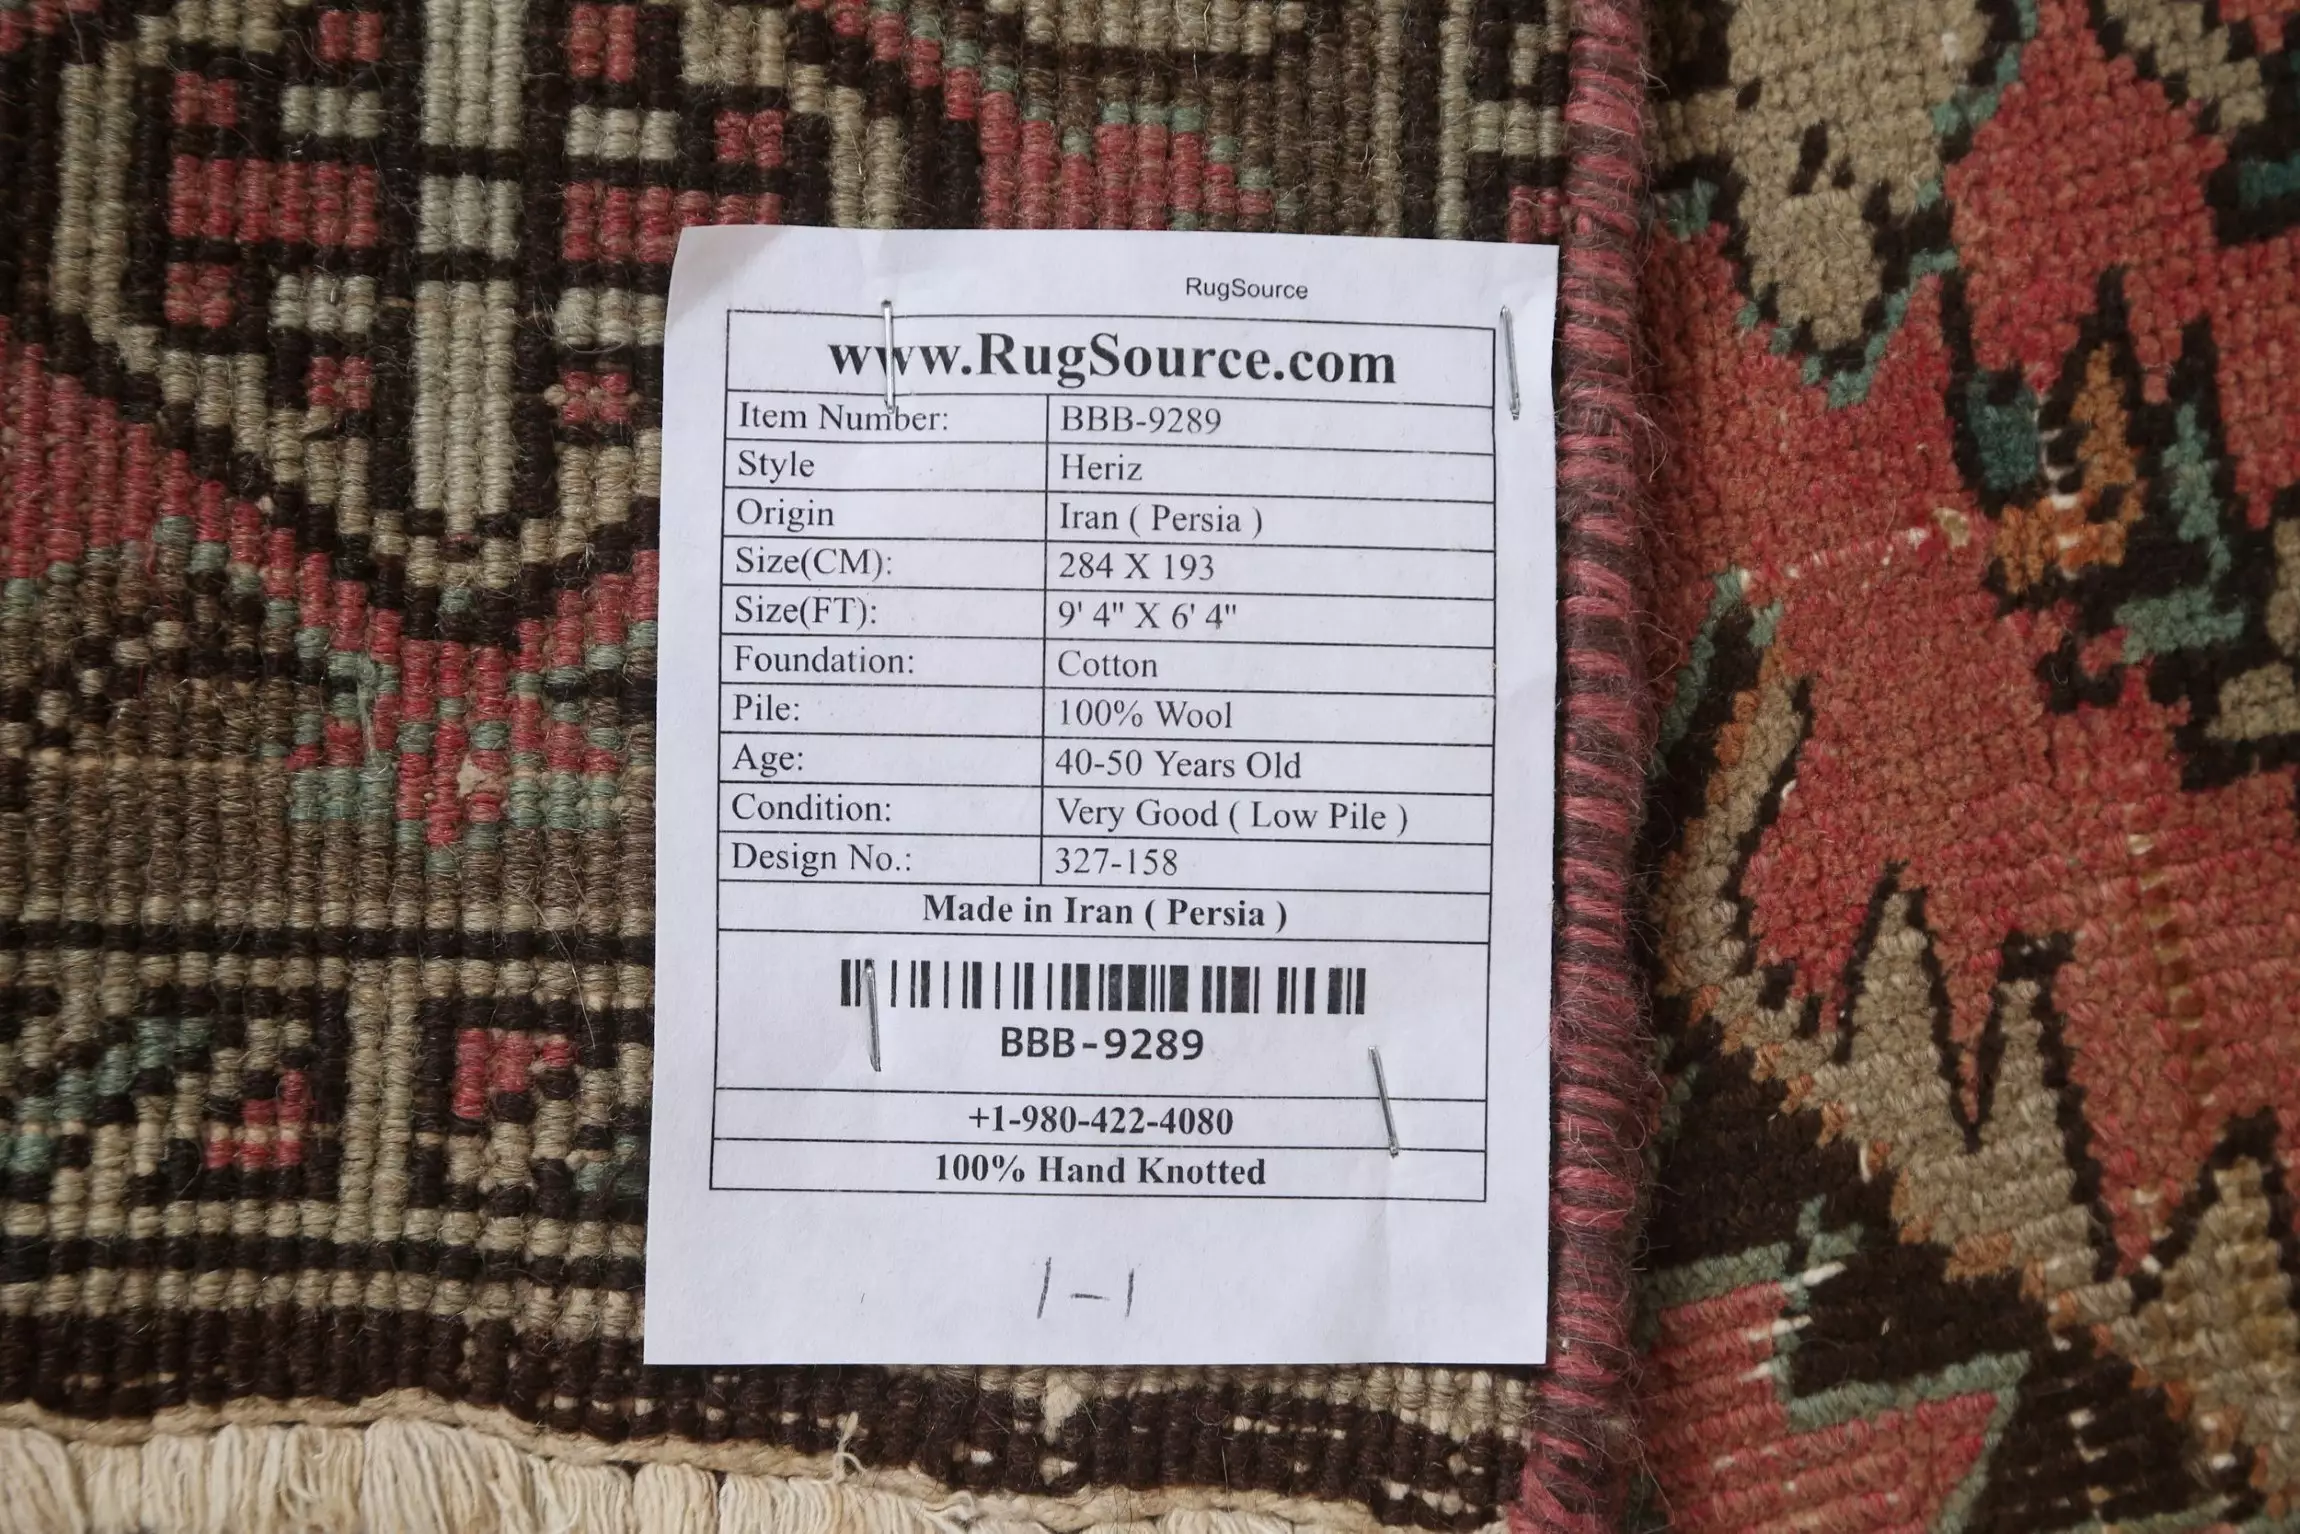 RugSource
www.RugSource.com
Item Number: BBB-9289
Style Heriz
Origin Iran ( Persia )
Size(CM): 284 X 193
Size(FT): 9' 4" X 6' 4"
Foundation: Cotton
Pile: 100% Wool
Age: 40-50 Years Old
Condition: Very Good ( Low Pile )
Design No.: 327-158
Made in Iran ( Persia )
BBB-9289
+1-980-422-4080
100% Hand Knotted
1-1